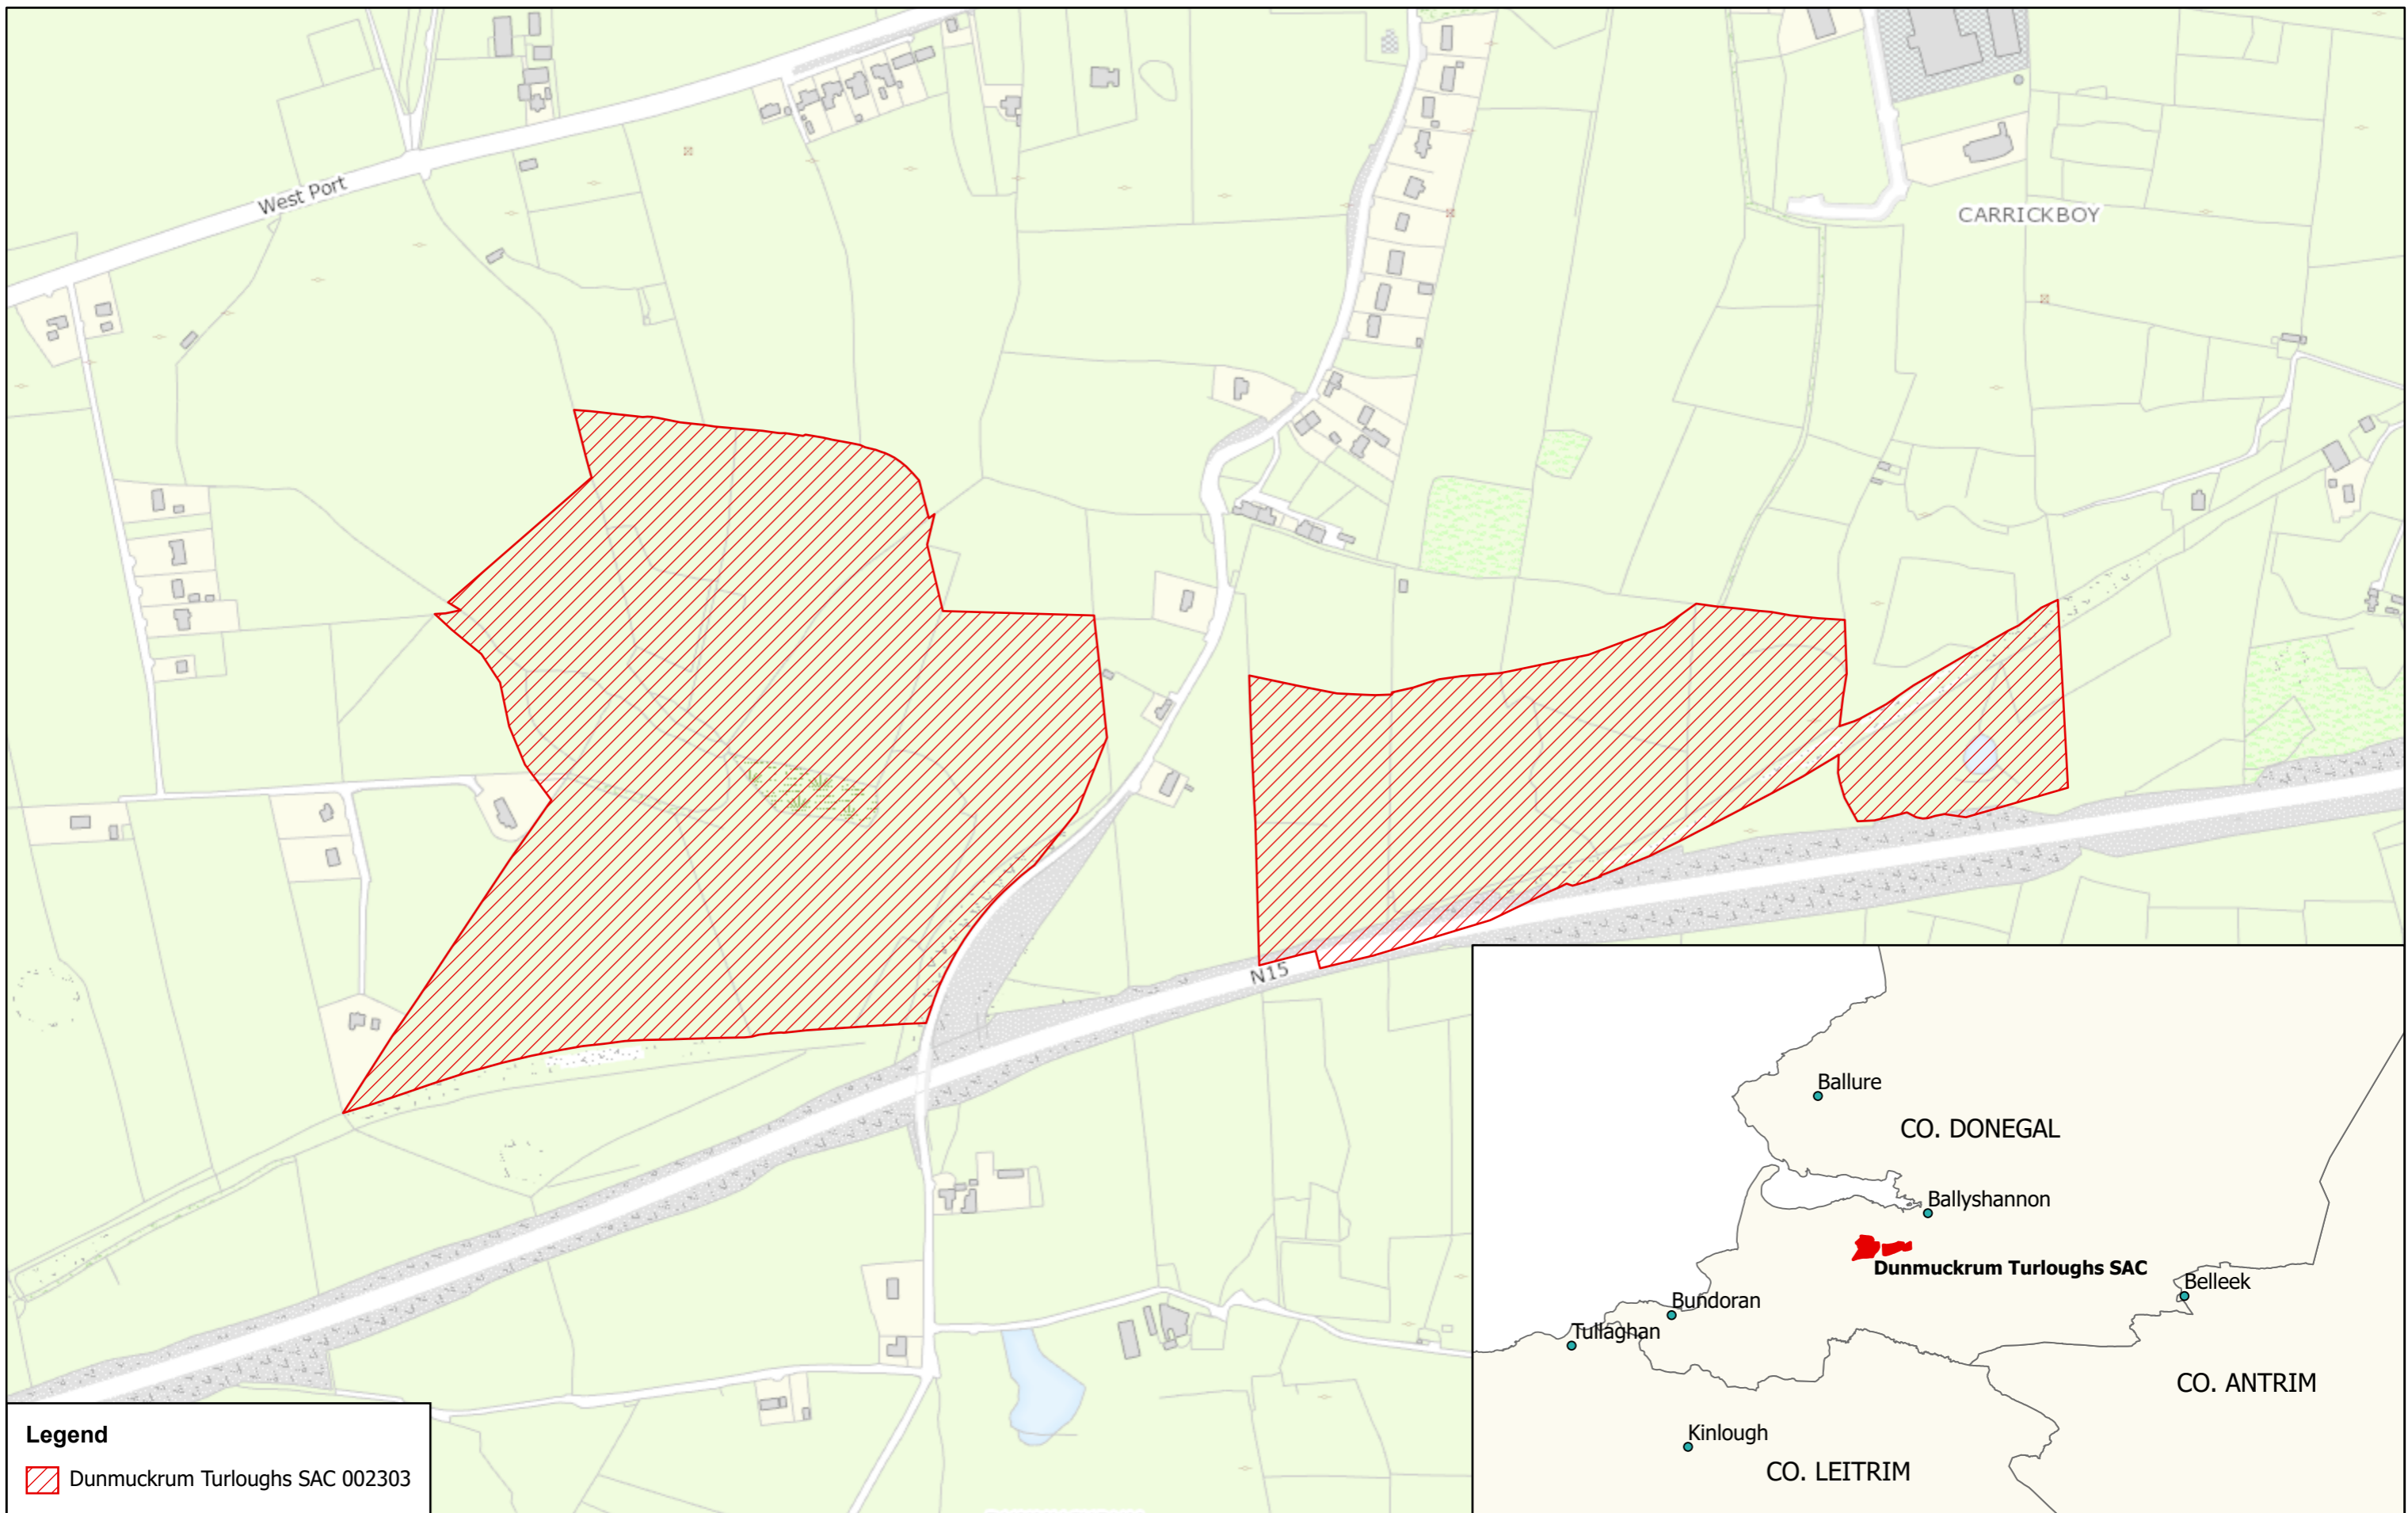 West Port
CARRICKBOY
N15
Ballure
CO. DONEGAL
Ballyshannon
Dunmuckrum Turloughs SAC
Belleek
Bundoran
Tullaghan
CO. ANTRIM
Kinlough
CO. LEITRIM
Legend
Dunmuckrum Turloughs SAC 002303